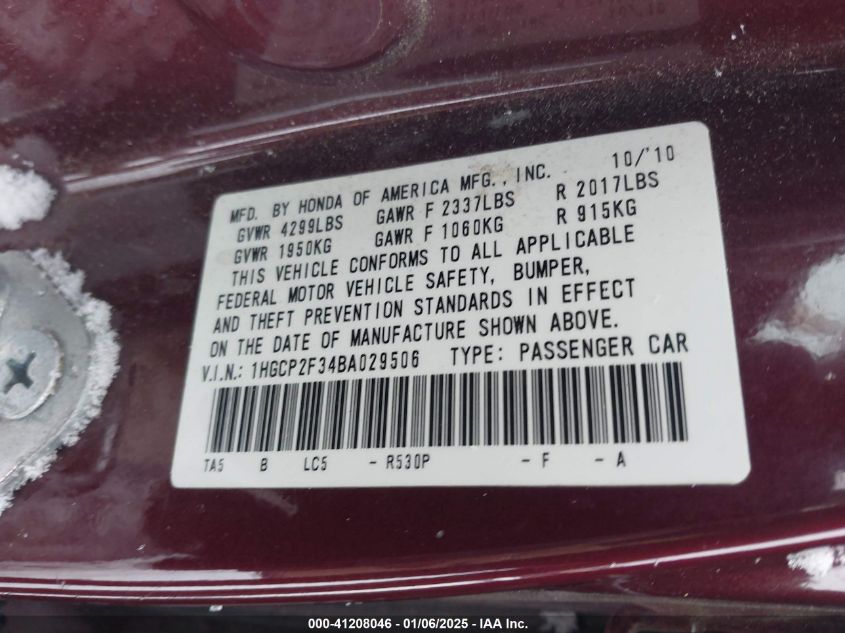 10/'10
MFD. BY HONDA OF AMERICA MFG., INC.
GVWR 4299LBS GAWR F 2337LBS R 2017LBS
GVWR 1950KG GAWR F 1060KG R 915KG
THIS VEHICLE CONFORMS TO ALL APPLICABLE
FEDERAL MOTOR VEHICLE SAFETY, BUMPER,
AND THEFT PREVENTION STANDARDS IN EFFECT
ON THE DATE OF MANUFACTURE SHOWN ABOVE.
V.I.N.: 1HGCP2F34BA029506 TYPE: PASSENGER CAR
TA5 B LC5 - R530P - F - A
000-41208046 - 01/06/2025 - IAA Inc.